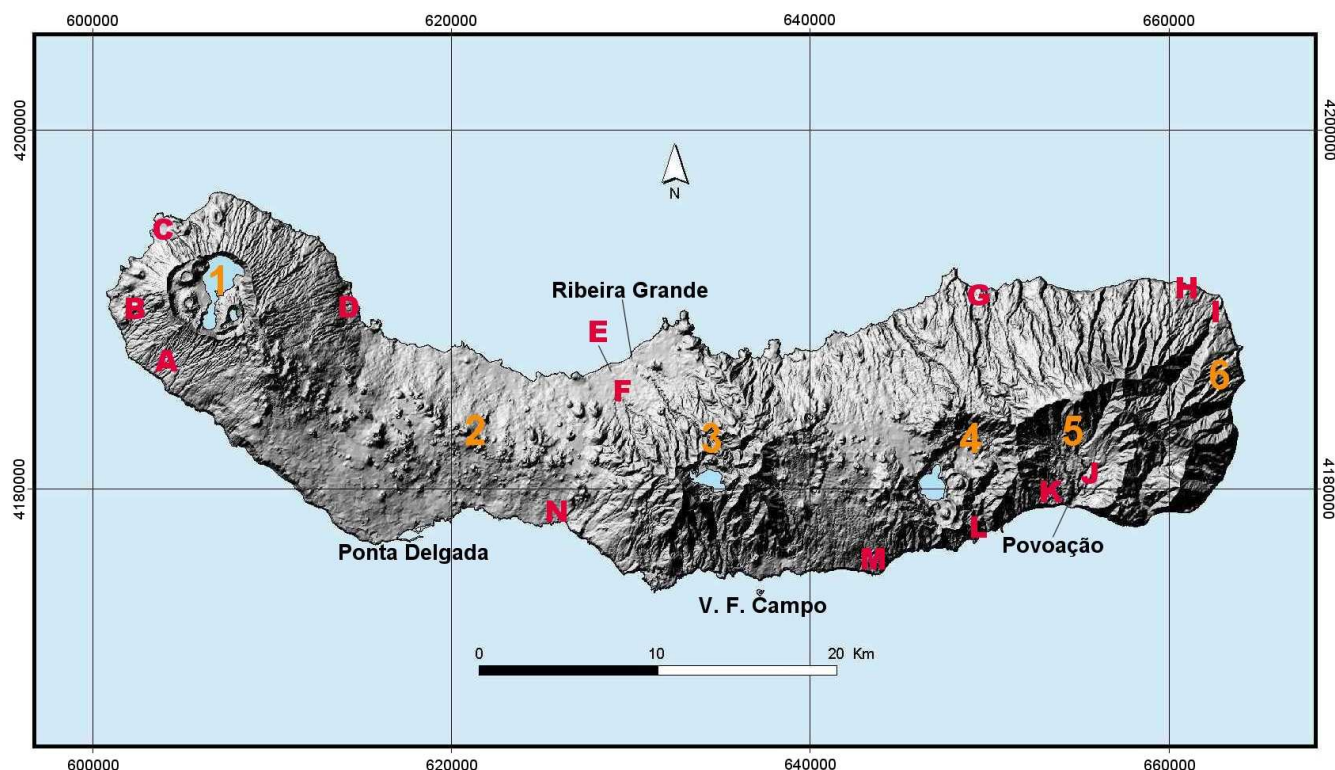 600000 620000 640000 660000
4200000 4200000
N
C
1
B
D
A
Ribeira Grande
E
F
G
H
I
2
3
4
5
6
4180000 4180000
J
K
N
L
M
Ponta Delgada
Povoação
V. F. Campo
0 10 20 Km
600000 620000 640000 660000